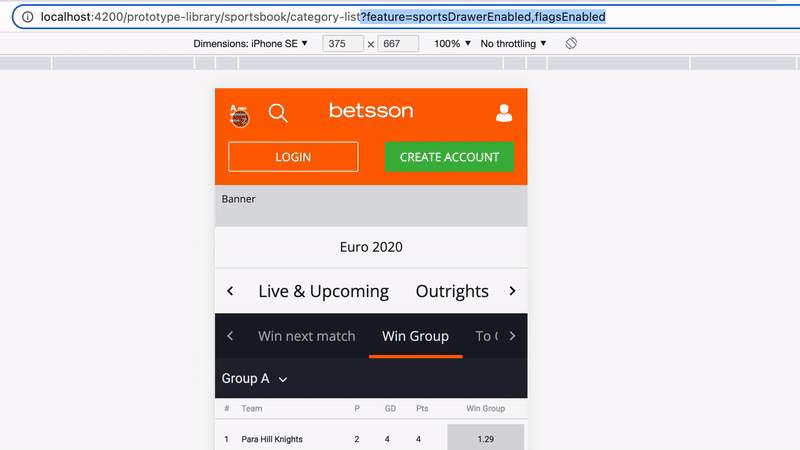 localhost:4200/prototype-library/sportsbook/category-list?feature=sportsDrawerEnabled,flagsEnabled
Dimensions: iPhone SE ▼ 375 × 667 100% ▼ No throttling ▼
betsson
LOGIN CREATE ACCOUNT
Banner
Euro 2020
Live & Upcoming Outrights
Win next match Win Group To
Group A
# Team P GD Pts Win Group
1 Para Hill Knights 2 4 4 1.29